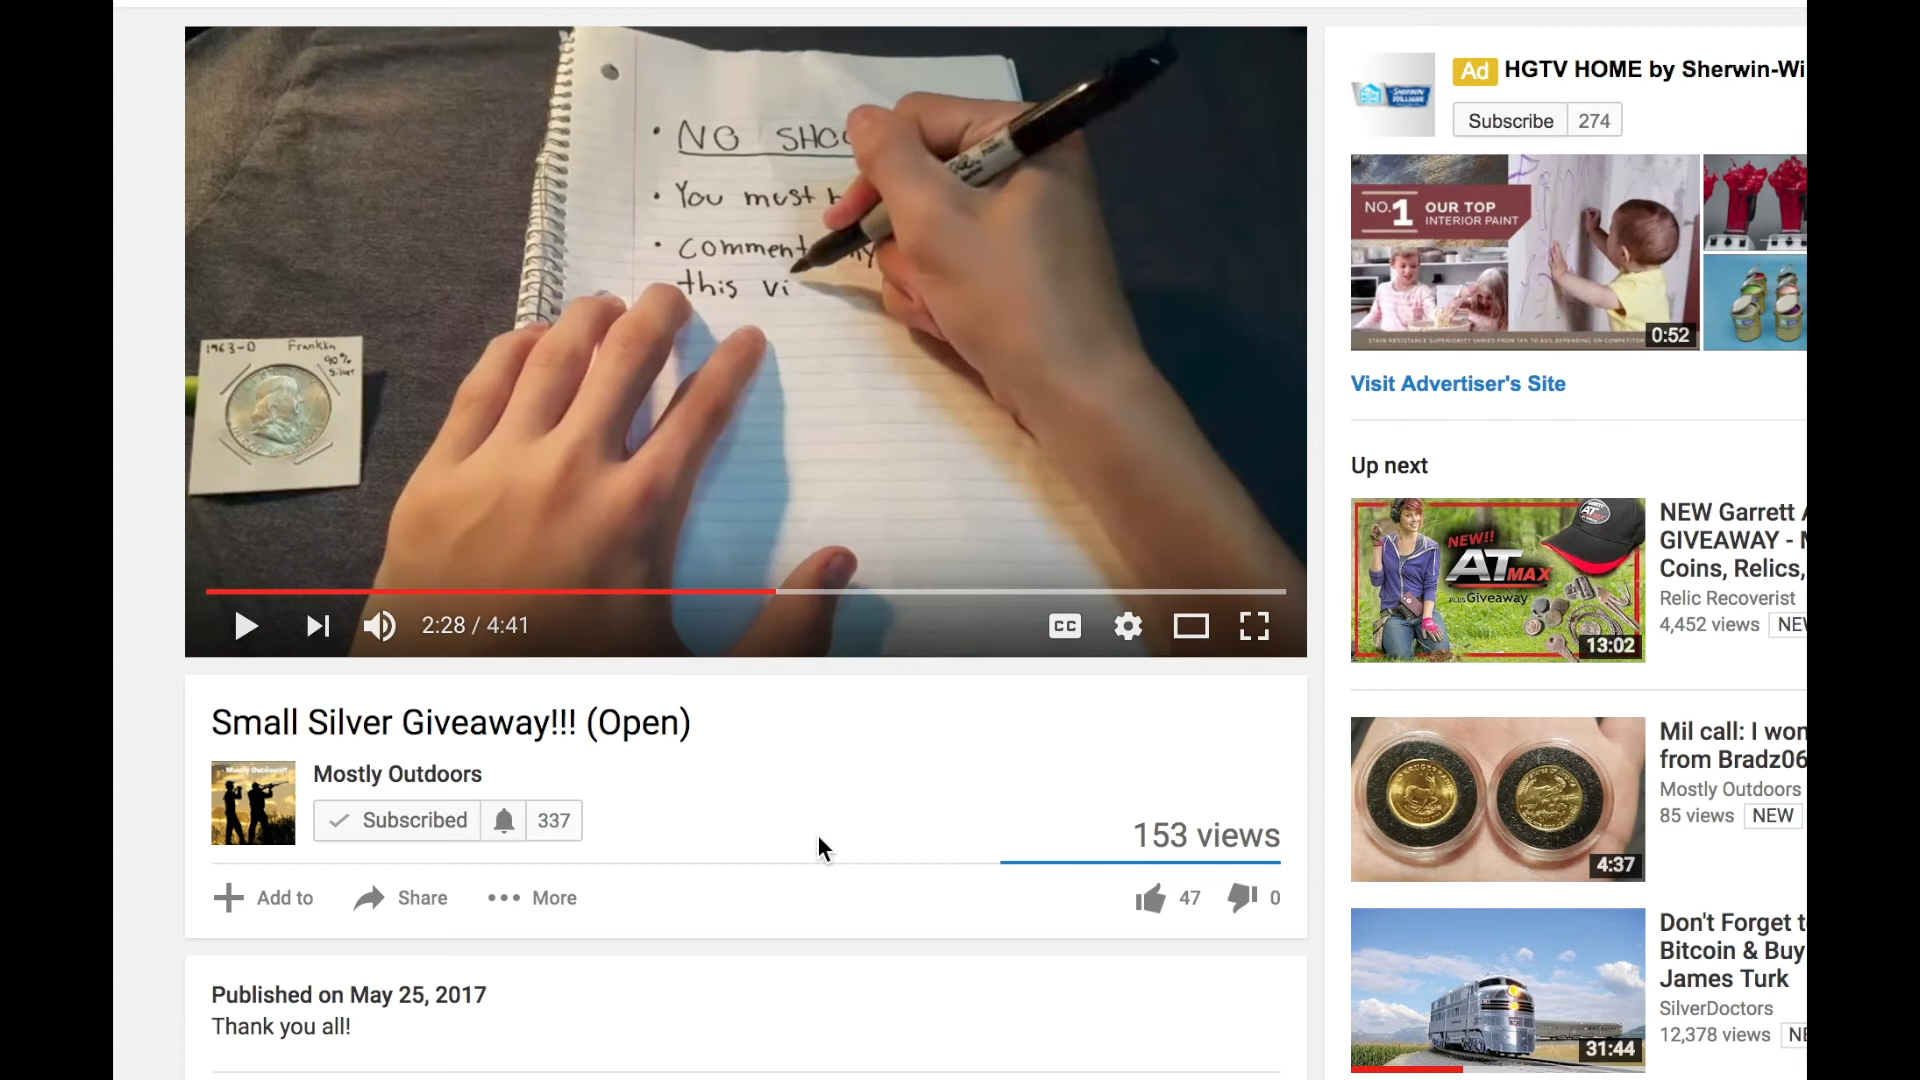 NO
You must
comment
this vi
1963-D Franklin
90%
Silver
2:28 / 4:41
CC
Small Silver Giveaway!!! (Open)
Mostly Outdoors
Subscribed 337
153 views
Add to Share More
47 0
Published on May 25, 2017
Thank you all!
Ad HGTV HOME by Sherwin-Wi
Subscribe 274
NO. 1 OUR TOP
INTERIOR PAINT
0:52
Visit Advertiser's Site
Up next
NEW!!
AT MAX
PLUS Giveaway
13:02
NEW Garrett
GIVEAWAY -
Coins, Relics,
Relic Recoverist
4,452 views NEW
4:37
Mil call: I won
from Bradz06
Mostly Outdoors
85 views NEW
31:44
Don't Forget t
Bitcoin & Buy
James Turk
SilverDoctors
12,378 views NE